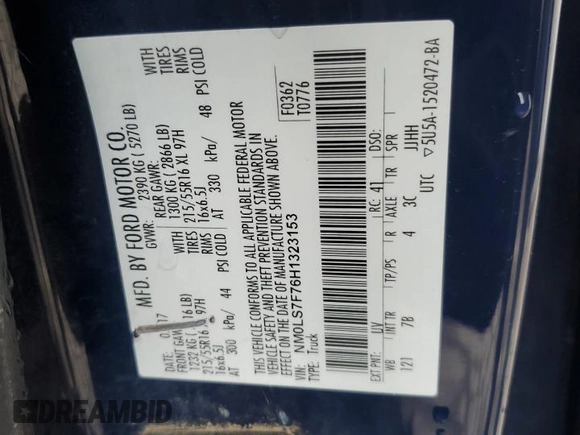 MFD. BY FORD MOTOR CO.
DATE: 0 17 GVWR: 2390 KG ( 5270 LB)
FRONT GAWR: REAR GAWR:
1232 KG ( 16 LB) 1300 KG ( 2866 LB) WITH
215/55R16 XL 97H 215/55R16 XL 97H TIRES
16x6.5J RIMS 16x6.5J RIMS
AT 300 kPa/ 44 PSI COLD AT 330 kPa/ 48 PSI COLD
THIS VEHICLE CONFORMS TO ALL APPLICABLE FEDERAL MOTOR
VEHICLE SAFETY AND THEFT PREVENTION STANDARDS IN
EFFECT ON THE DATE OF MANUFACTURE SHOWN ABOVE.
VIN: NM0LS7F76H1323153
TYPE: Truck
F0362
T0776
EXT PNT: UV RC: 41 DSO:
WB INT TR TP/PS R AXLE TR SPR
121 7B 4 3C JJHH
UTC ▽5U5A-1520472-BA
WITH
TIRES
RIMS
DREAMBID